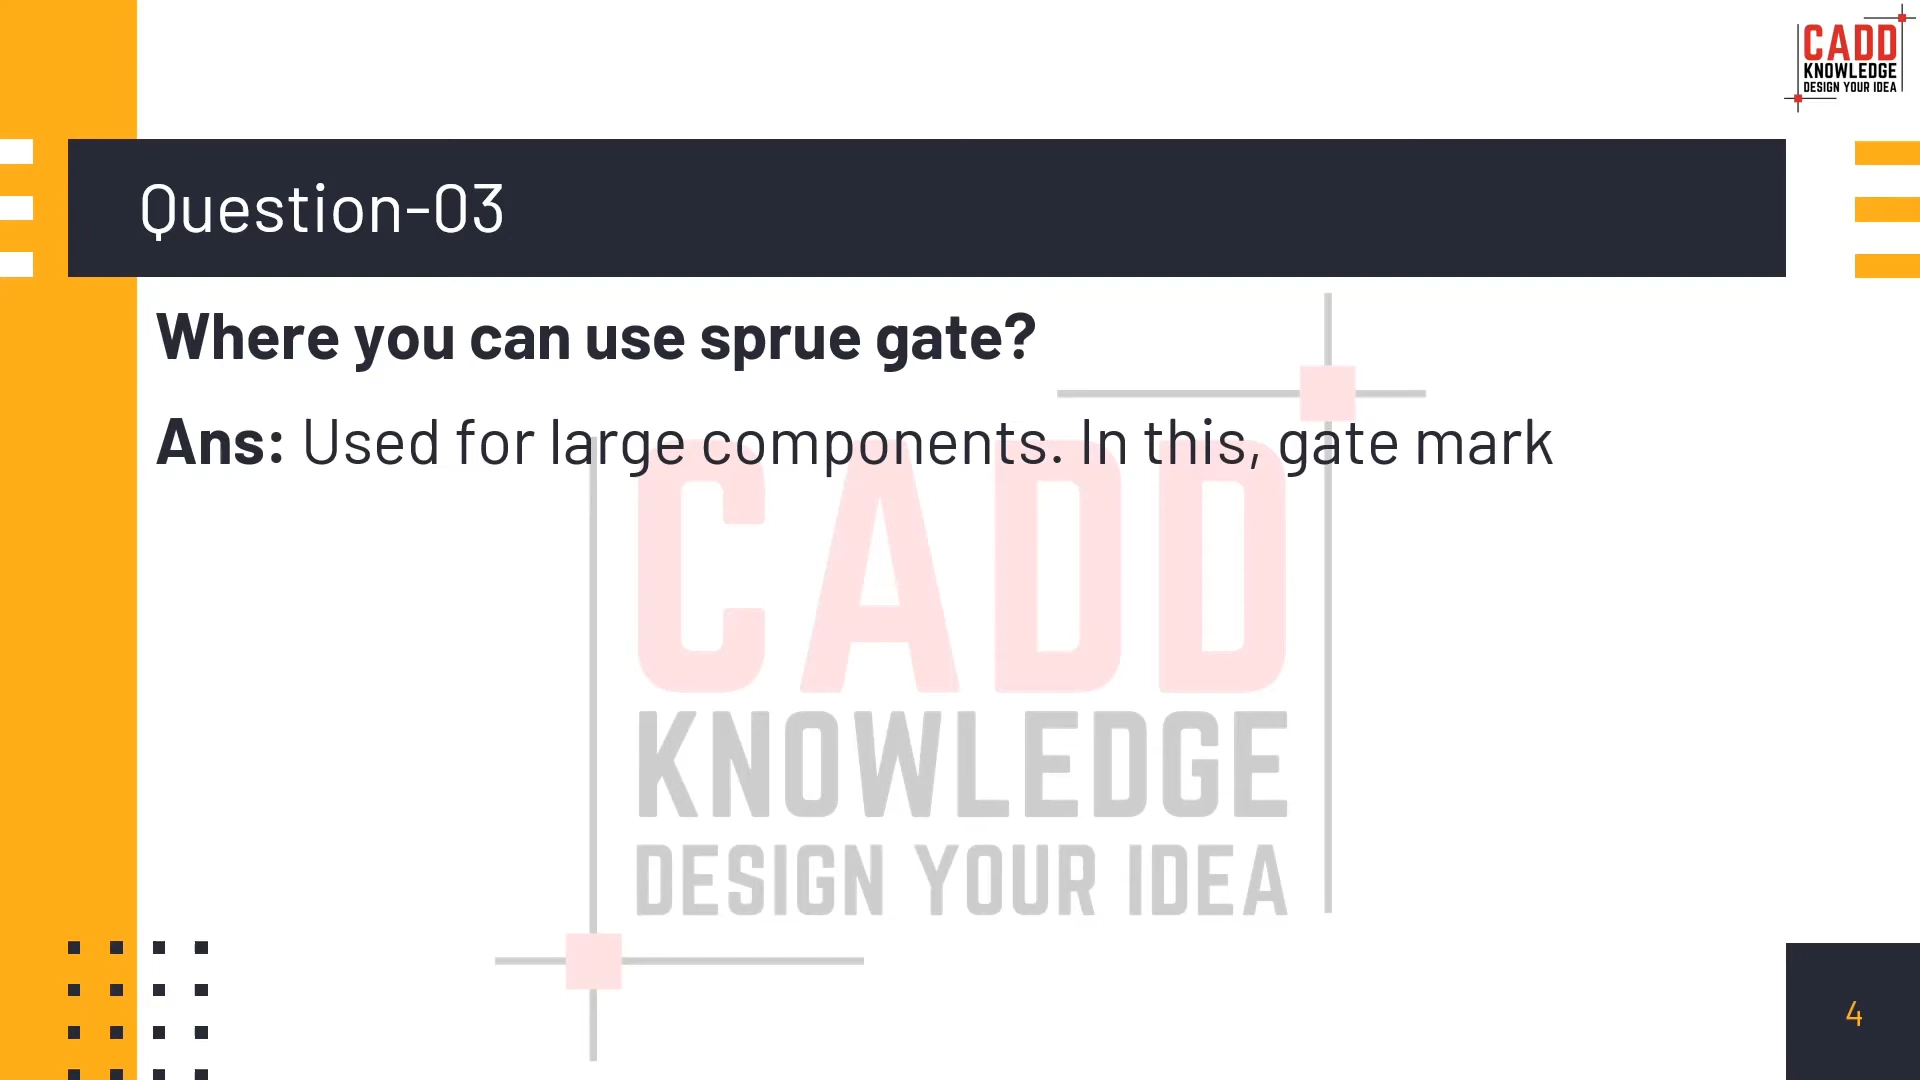 CADD
KNOWLEDGE
DESIGN YOUR IDEA
Question-03
Where you can use sprue gate?
Ans: Used for large components. In this, gate mark
CADD
KNOWLEDGE
DESIGN YOUR IDEA
4